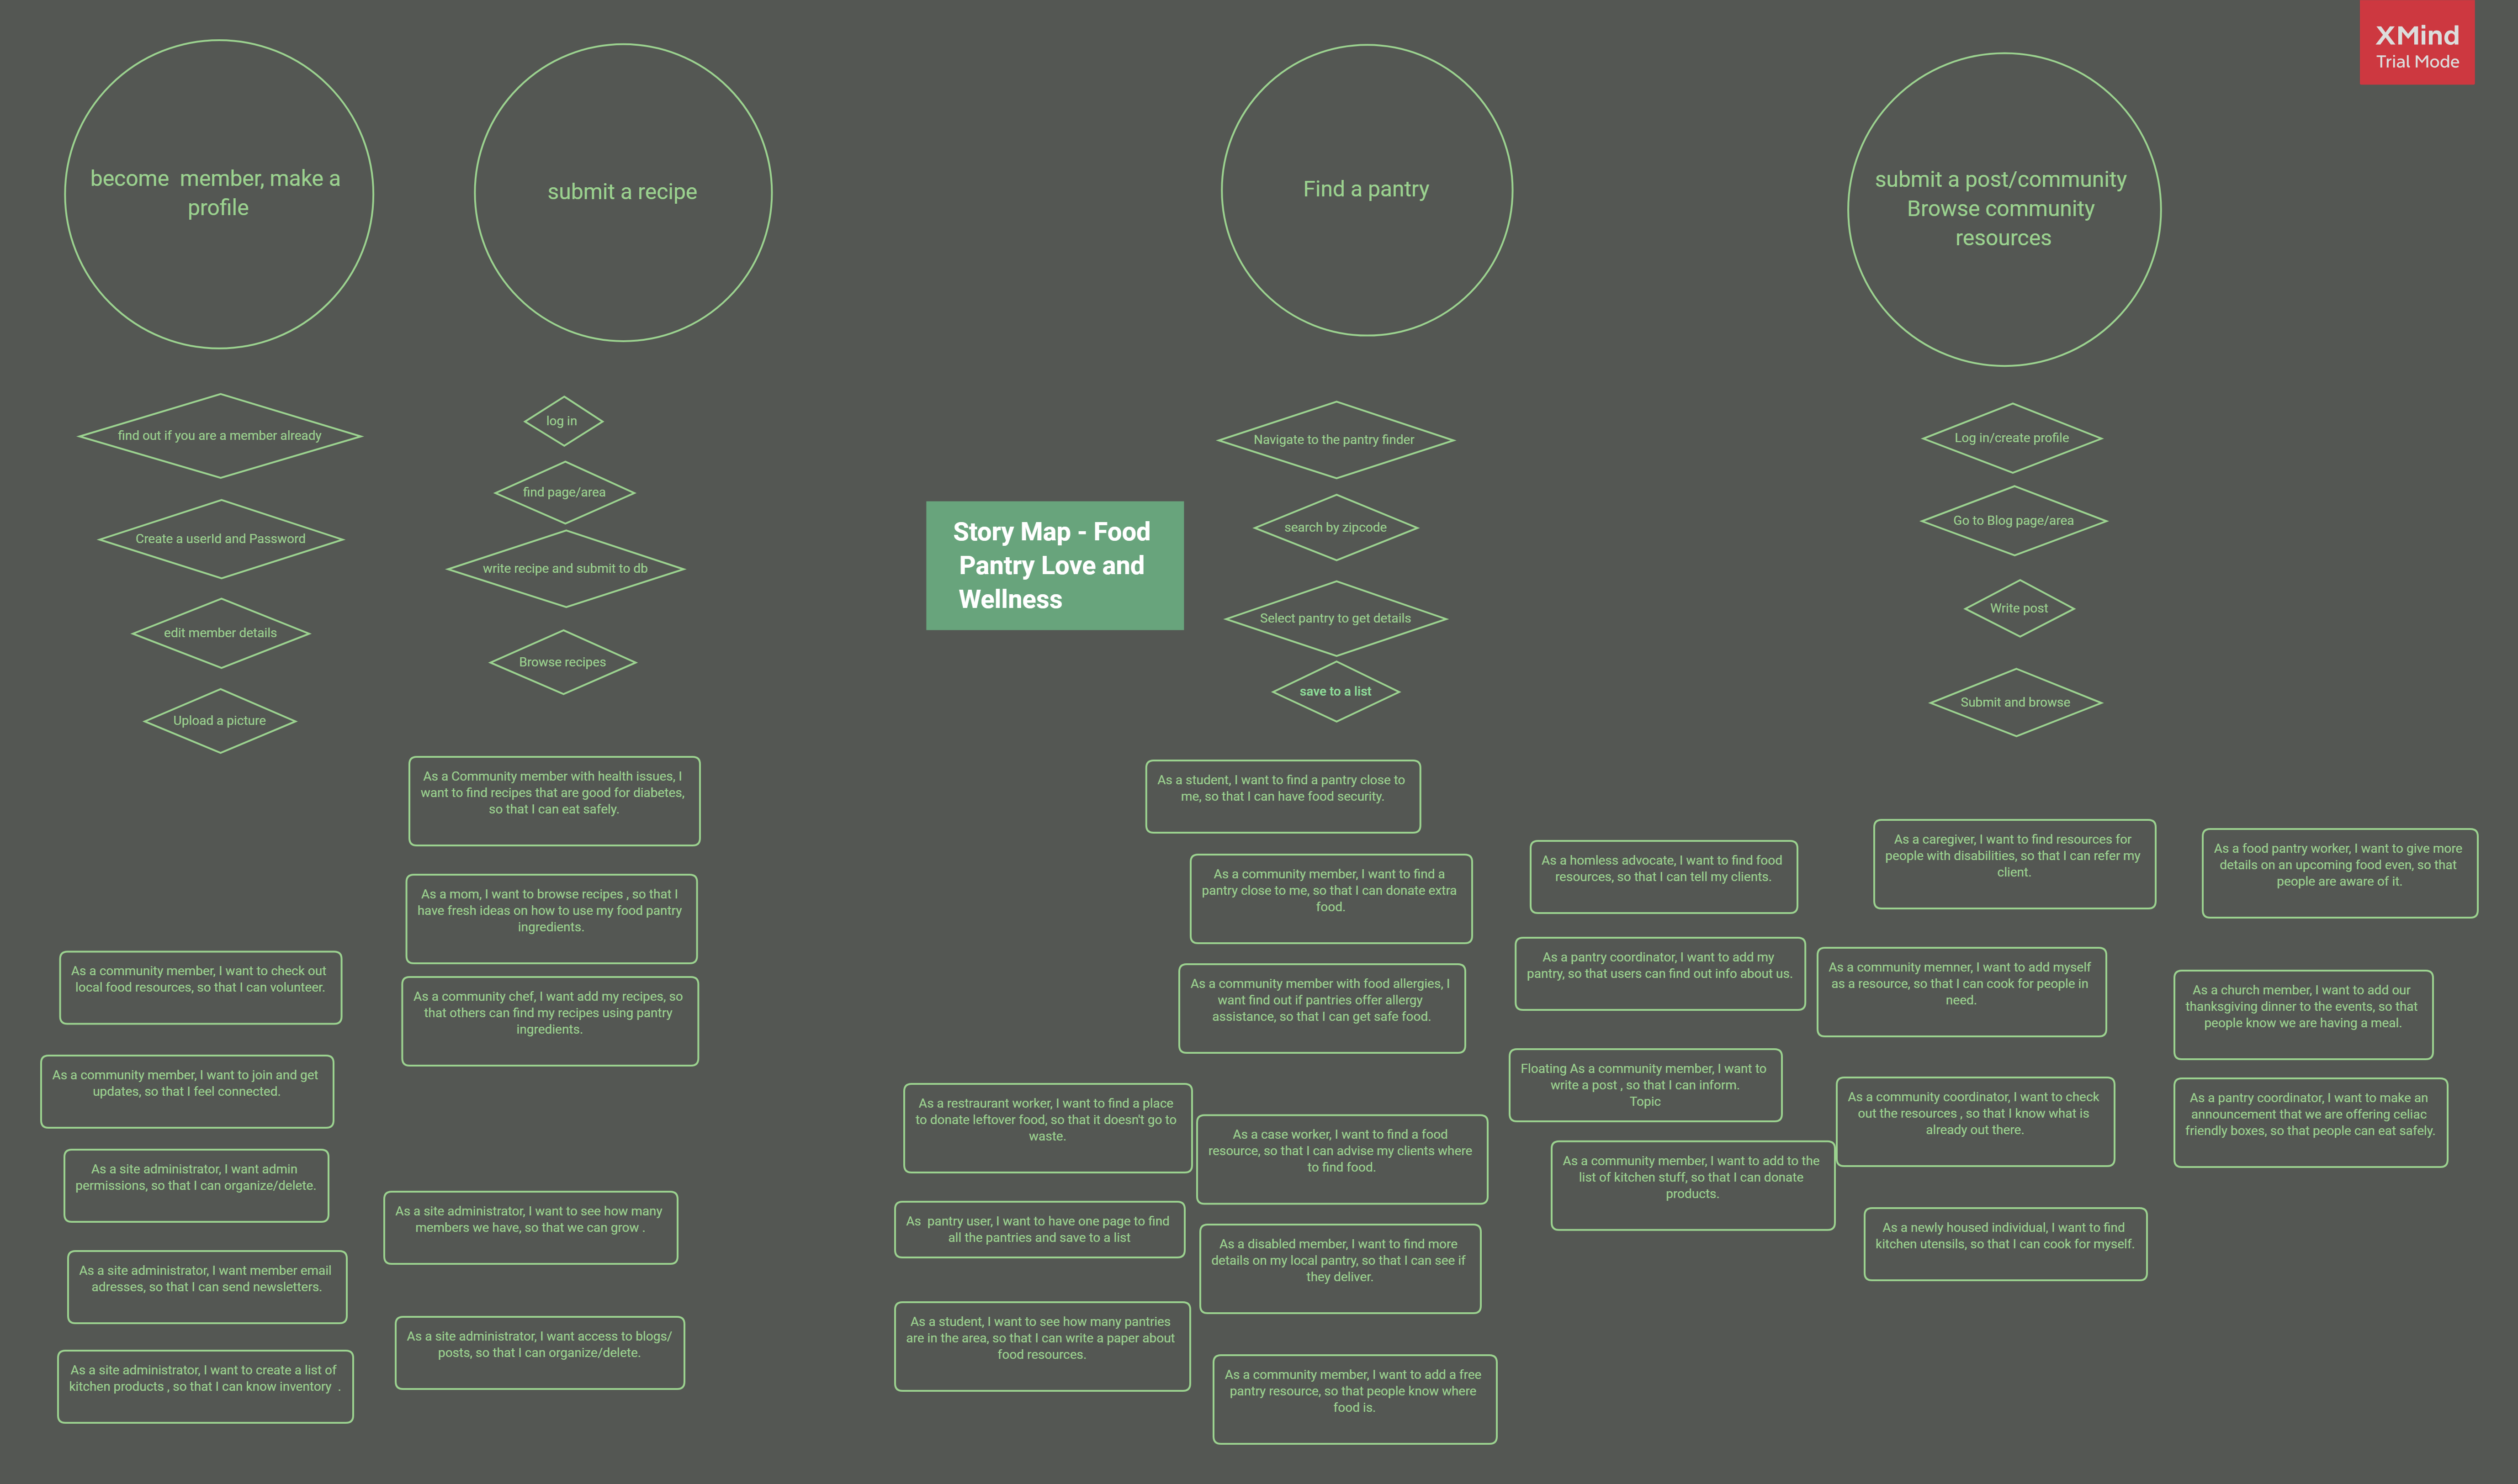 XMind
Trial Mode
become  member, make a
profile
submit a recipe
Find a pantry
submit a post/community
Browse community
resources
find out if you are a member already
Create a userId and Password
edit member details
Upload a picture
log in
find page/area
write recipe and submit to db
Browse recipes
Story Map - Food
Pantry Love and
Wellness
Navigate to the pantry finder
search by zipcode
Select pantry to get details
save to a list
Log in/create profile
Go to Blog page/area
Write post
Submit and browse
As a community member, I want to check out
local food resources, so that I can volunteer.
As a community member, I want to join and get
updates, so that I feel connected.
As a site administrator, I want admin
permissions, so that I can organize/delete.
As a site administrator, I want member email
adresses, so that I can send newsletters.
As a site administrator, I want to create a list of
kitchen products , so that I can know inventory  .
As a Community member with health issues, I
want to find recipes that are good for diabetes,
so that I can eat safely.
As a mom, I want to browse recipes , so that I
have fresh ideas on how to use my food pantry
ingredients.
As a community chef, I want add my recipes, so
that others can find my recipes using pantry
ingredients.
As a site administrator, I want to see how many
members we have, so that we can grow .
As a site administrator, I want access to blogs/
posts, so that I can organize/delete.
As a student, I want to find a pantry close to
me, so that I can have food security.
As a community member, I want to find a
pantry close to me, so that I can donate extra
food.
As a community member with food allergies, I
want find out if pantries offer allergy
assistance, so that I can get safe food.
As a restraurant worker, I want to find a place
to donate leftover food, so that it doesn't go to
waste.
As a case worker, I want to find a food
resource, so that I can advise my clients where
to find food.
As  pantry user, I want to have one page to find
all the pantries and save to a list
As a disabled member, I want to find more
details on my local pantry, so that I can see if
they deliver.
As a student, I want to see how many pantries
are in the area, so that I can write a paper about
food resources.
As a community member, I want to add a free
pantry resource, so that people know where
food is.
As a homless advocate, I want to find food
resources, so that I can tell my clients.
As a pantry coordinator, I want to add my
pantry, so that users can find out info about us.
Floating As a community member, I want to
write a post , so that I can inform.
Topic
As a community member, I want to add to the
list of kitchen stuff, so that I can donate
products.
As a caregiver, I want to find resources for
people with disabilities, so that I can refer my
client.
As a community memner, I want to add myself
as a resource, so that I can cook for people in
need.
As a community coordinator, I want to check
out the resources , so that I know what is
already out there.
As a newly housed individual, I want to find
kitchen utensils, so that I can cook for myself.
As a food pantry worker, I want to give more
details on an upcoming food even, so that
people are aware of it.
As a church member, I want to add our
thanksgiving dinner to the events, so that
people know we are having a meal.
As a pantry coordinator, I want to make an
announcement that we are offering celiac
friendly boxes, so that people can eat safely.